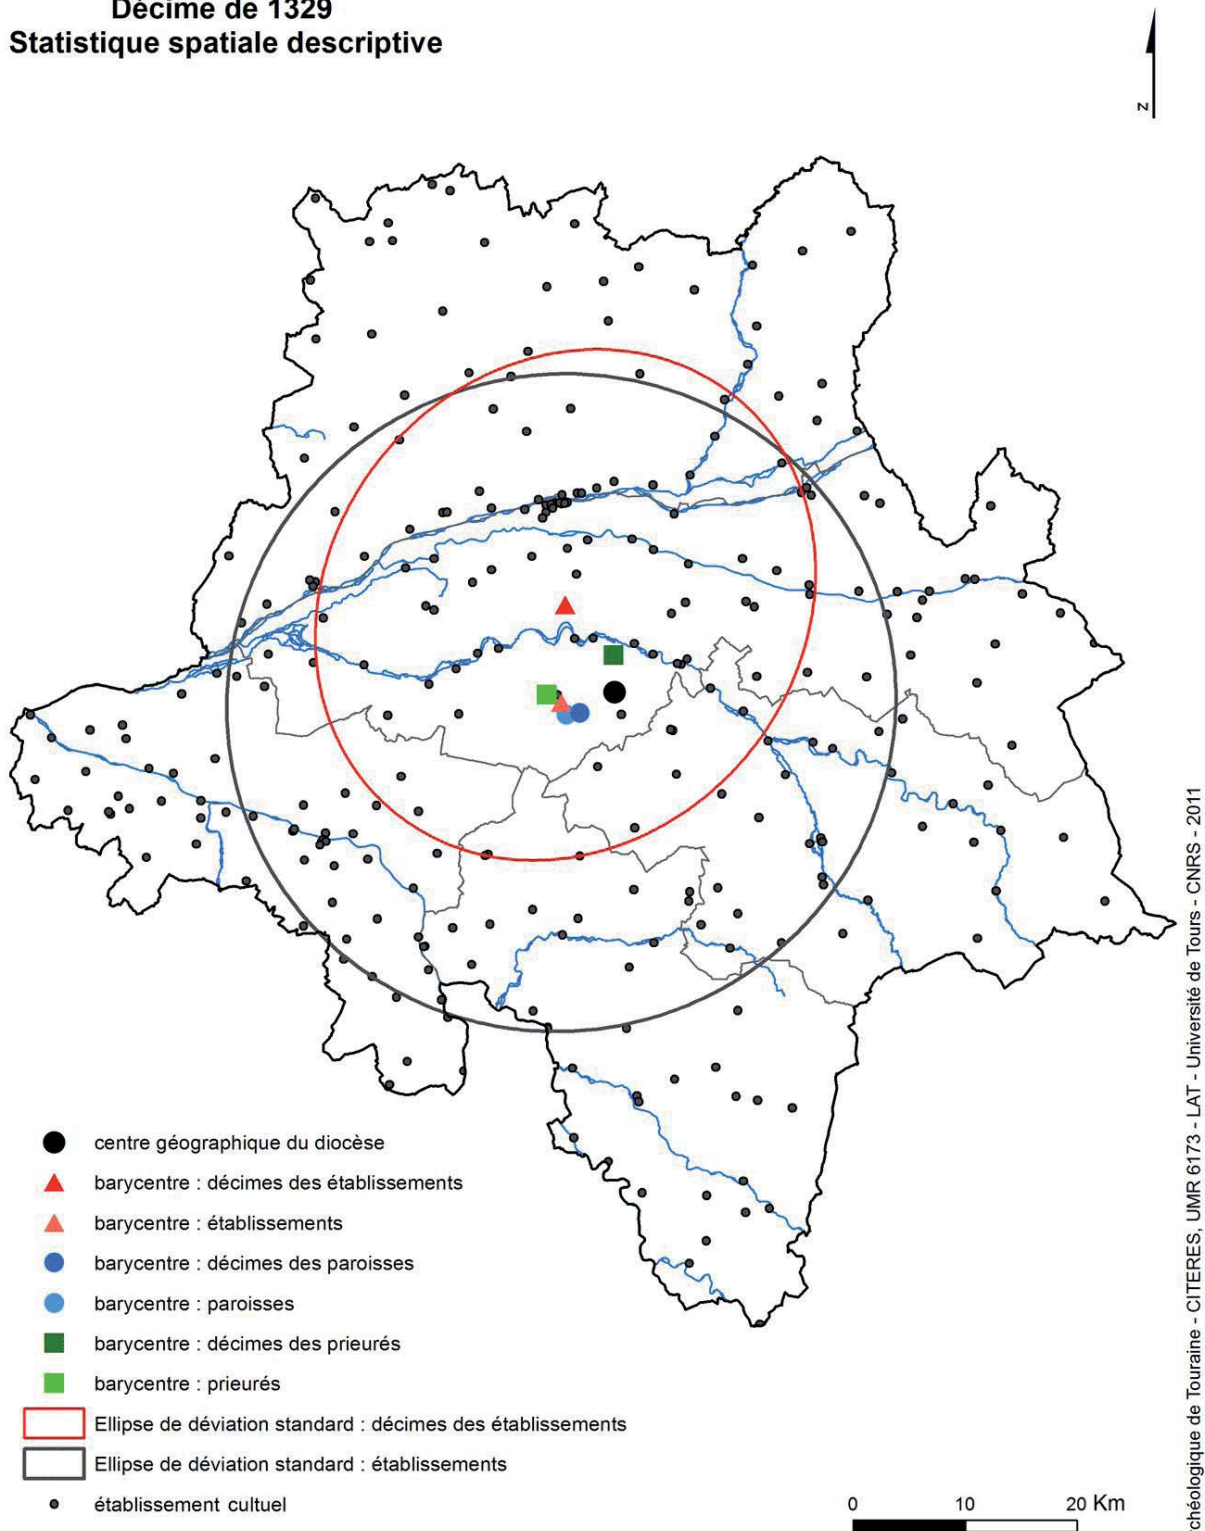 Décime de 1329
Statistique spatiale descriptive
z
centre géographique du diocèse
barycentre : décimes des établissements
barycentre : établissements
barycentre : décimes des paroisses
barycentre : paroisses
barycentre : décimes des prieurés
barycentre : prieurés
Ellipse de déviation standard : décimes des établissements
Ellipse de déviation standard : établissements
établissement cultuel
0 10 20 Km
de Touraine - CITERES, UMR 6173 - LAT - Université de Tours - CNRS - 2011